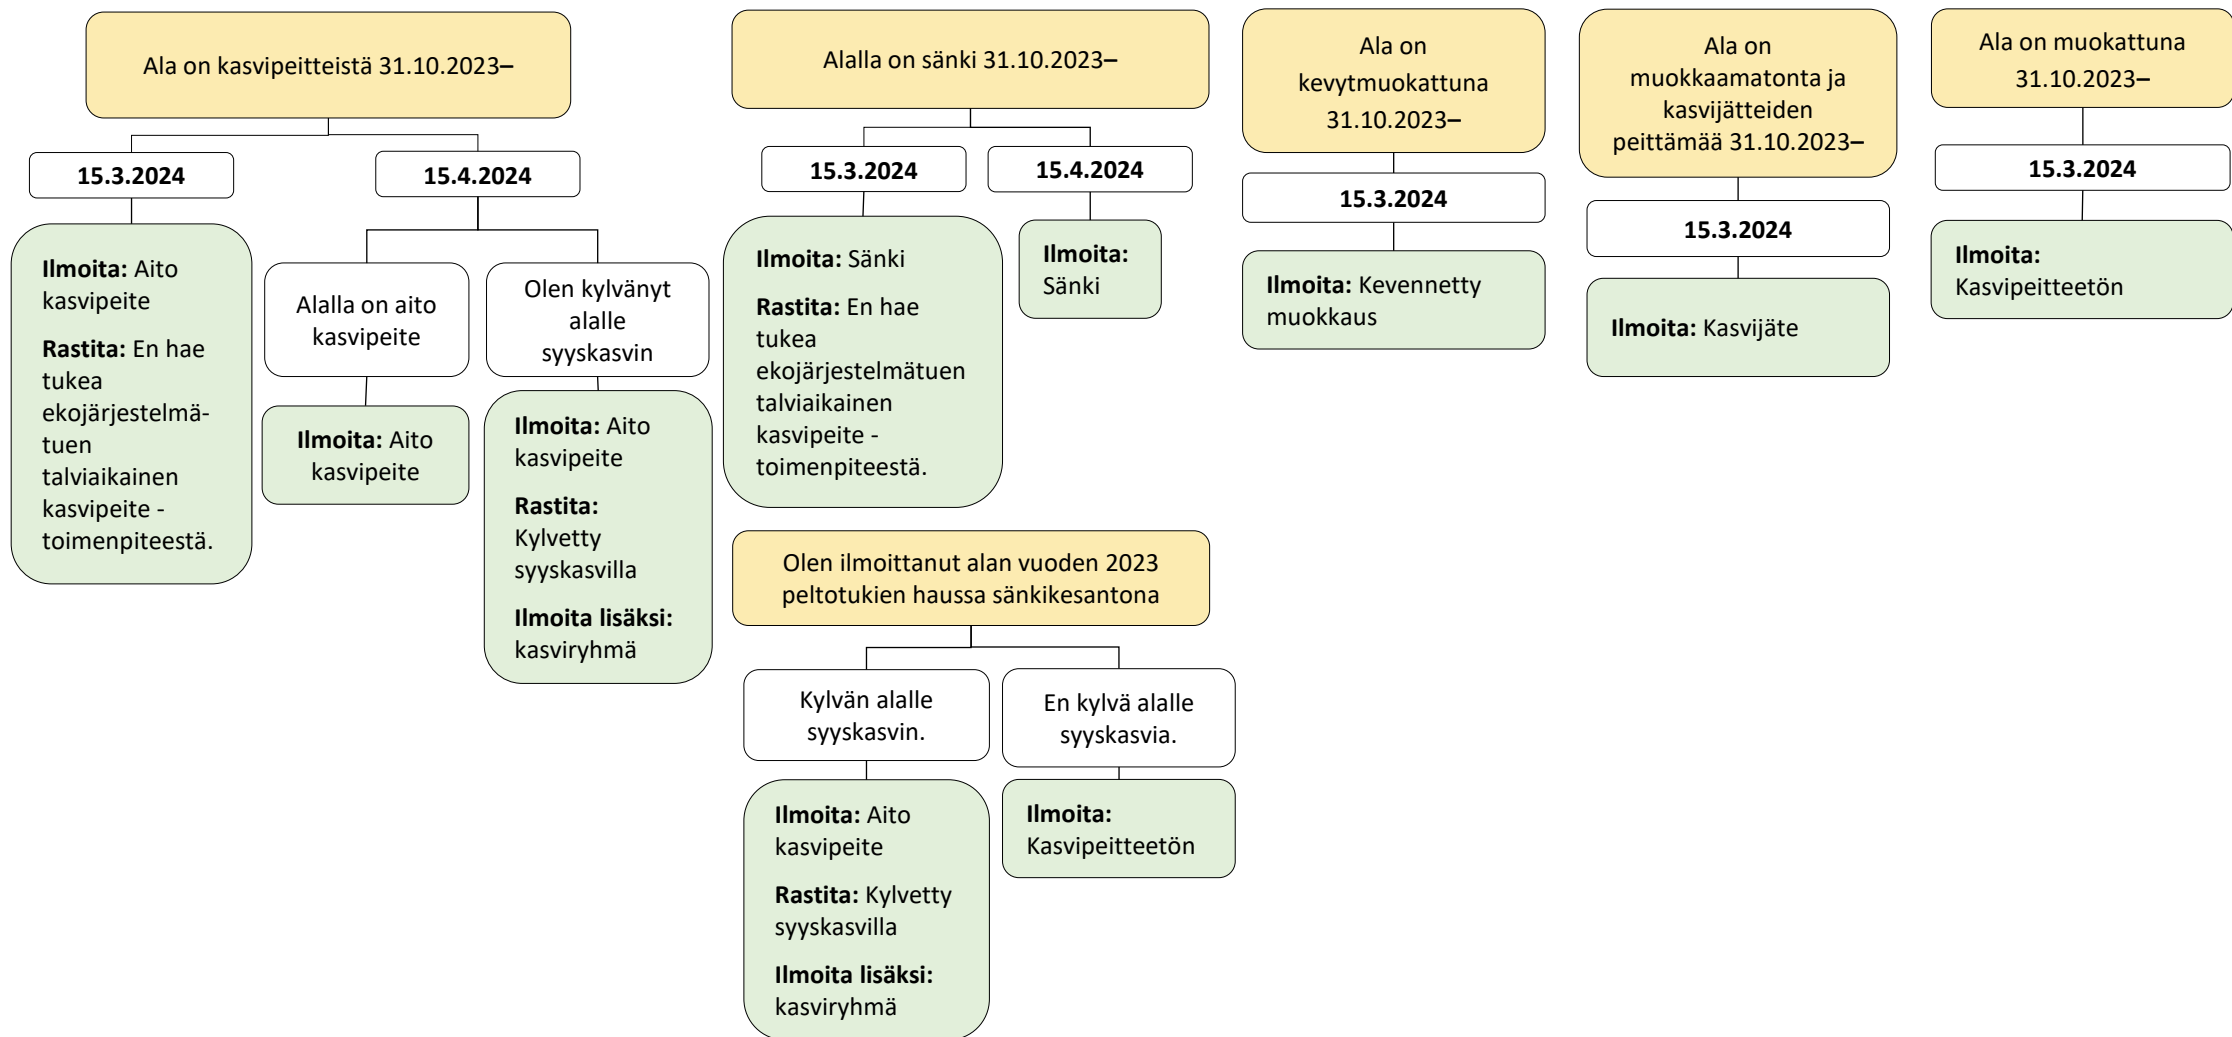 Ala on kasvipeitteistä 31.10.2023–
15.3.2024
Ilmoita: Aito
kasvipeite
Rastita: En hae
tukea
ekojärjestelmä-
tuen
talviaikainen
kasvipeite -
toimenpiteestä.
15.4.2024
Alalla on aito
kasvipeite
Ilmoita: Aito
kasvipeite
Olen kylvänyt
alalle
syyskasvin
Ilmoita: Aito
kasvipeite
Rastita:
Kylvetty
syyskasvilla
Ilmoita lisäksi:
kasviryhmä
Alalla on sänki 31.10.2023–
15.3.2024
Ilmoita: Sänki
Rastita: En hae
tukea
ekojärjestelmätuen
talviaikainen
kasvipeite -
toimenpiteestä.
15.4.2024
Ilmoita:
Sänki
Olen ilmoittanut alan vuoden 2023
peltotukien haussa sänkikesantona
Kylvän alalle
syyskasvin.
Ilmoita: Aito
kasvipeite
Rastita: Kylvetty
syyskasvilla
Ilmoita lisäksi:
kasviryhmä
En kylvä alalle
syyskasvia.
Ilmoita:
Kasvipeitteetön
Ala on
kevytmuokattuna
31.10.2023–
15.3.2024
Ilmoita: Kevennetty
muokkaus
Ala on
muokkaamatonta ja
kasvijätteiden
peittämää 31.10.2023–
15.3.2024
Ilmoita: Kasvijäte
Ala on muokattuna
31.10.2023–
15.3.2024
Ilmoita:
Kasvipeitteetön